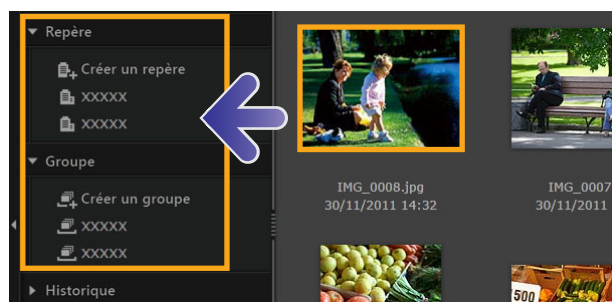 Repère
Créer un repère
XXXXX
XXXXX
Groupe
Créer un groupe
XXXXX
XXXXX
Historique
IMG_0008.jpg
30/11/2011 14:32
IMG_0007
30/11/2011
500